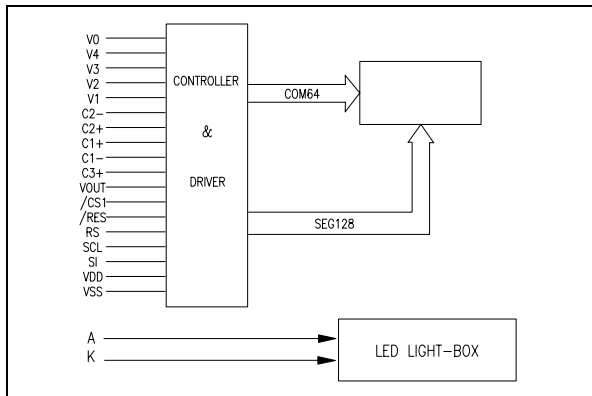 V0
V4
V3
V2
V1
C2-
C2+
C1+
C1-
C3+
VOUT
/CS1
/RES
RS
SCL
SI
VDD
VSS
CONTROLLER
&
DRIVER
COM64
SEG128
A
K
LED LIGHT-BOX